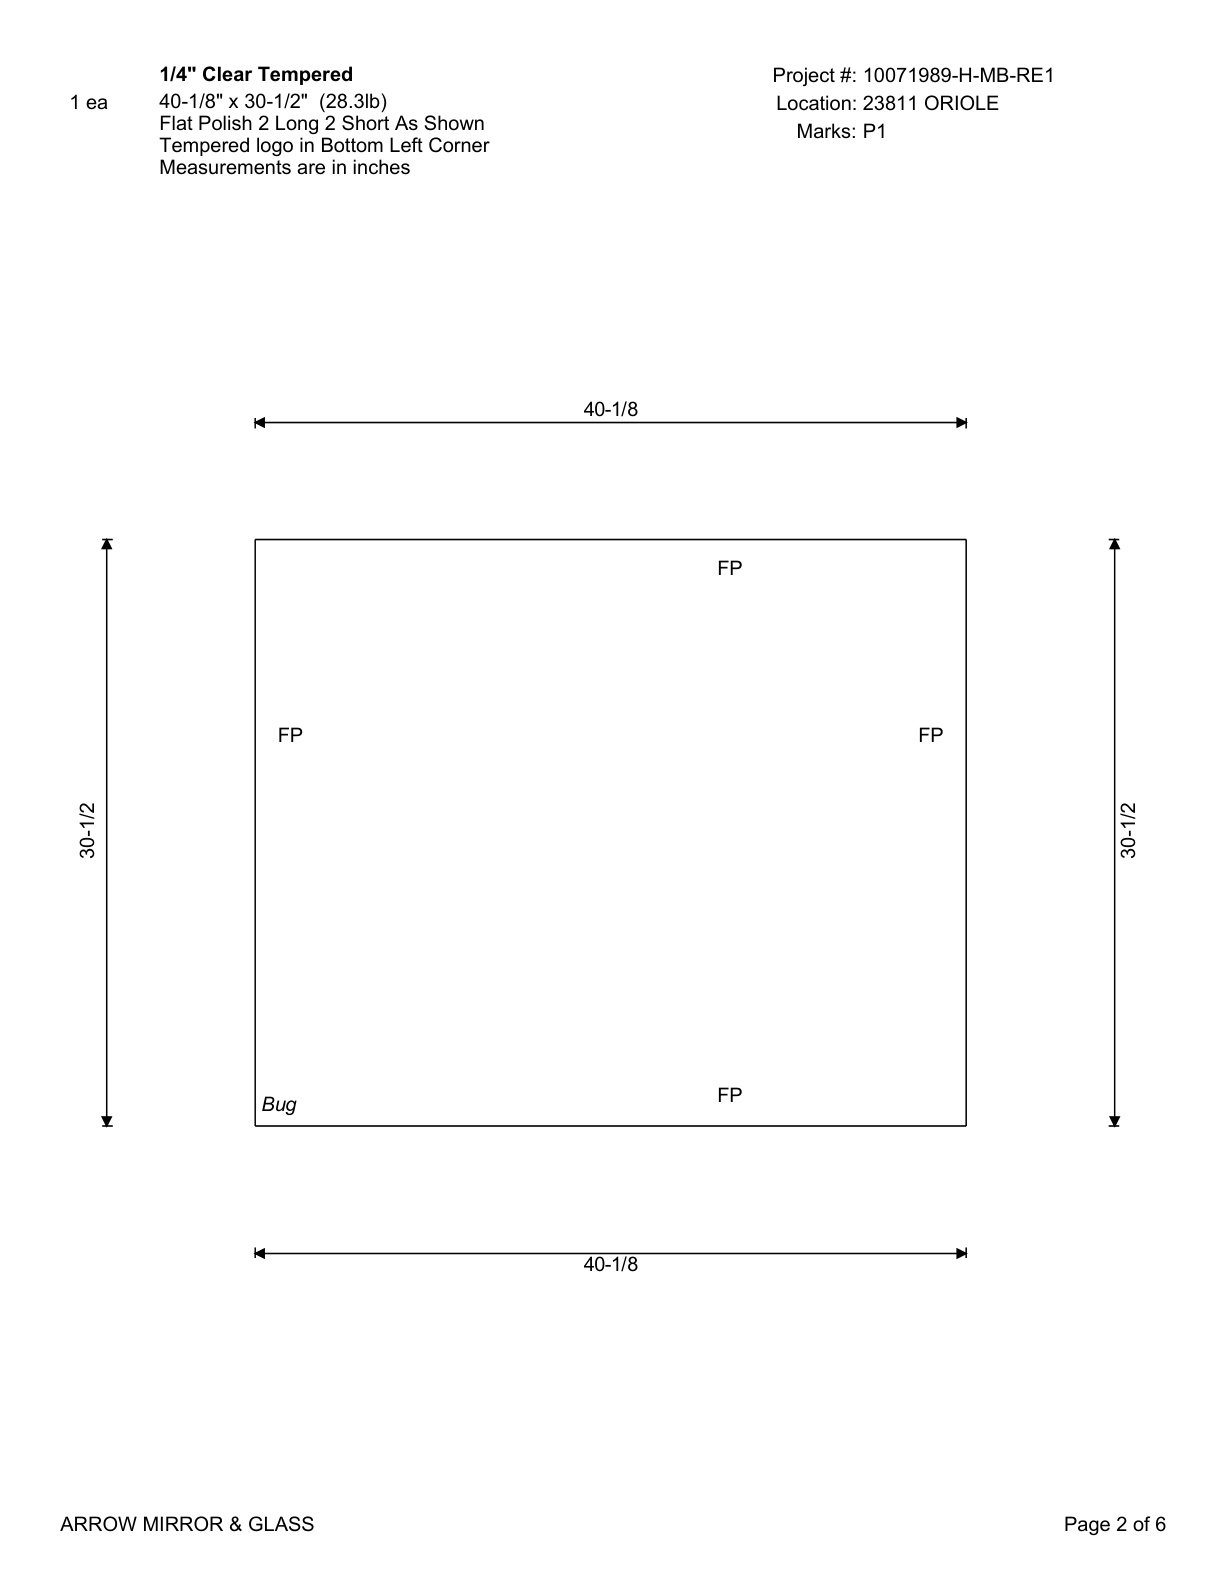 1/4" Clear Tempered
1 ea
40-1/8" x 30-1/2" (28.3lb)
Flat Polish 2 Long 2 Short As Shown
Tempered logo in Bottom Left Corner
Measurements are in inches
Project #: 10071989-H-MB-RE1
Location: 23811 ORIOLE
Marks: P1
40-1/8
FP
FP
FP
30-1/2
30-1/2
FP
Bug
40-1/8
ARROW MIRROR & GLASS
Page 2 of 6